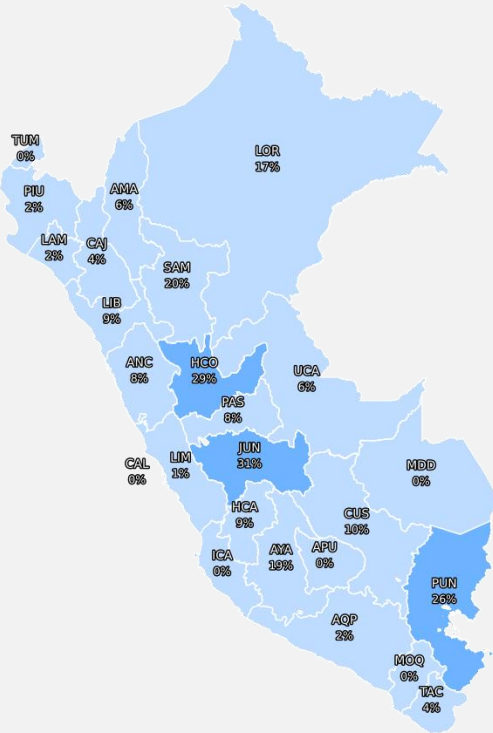 TUM
0%
LOR
17%
PIU
2%
AMA
6%
LAM
2%
CAJ
4%
SAM
20%
LIB
9%
ANC
8%
HCO
29%
UCA
6%
PAS
8%
JUN
31%
LIM
1%
CAL
0%
MDD
0%
HCA
9%
CUS
10%
ICA
0%
AYA
19%
APU
0%
PUN
26%
AQP
2%
MOQ
0%
TAC
4%